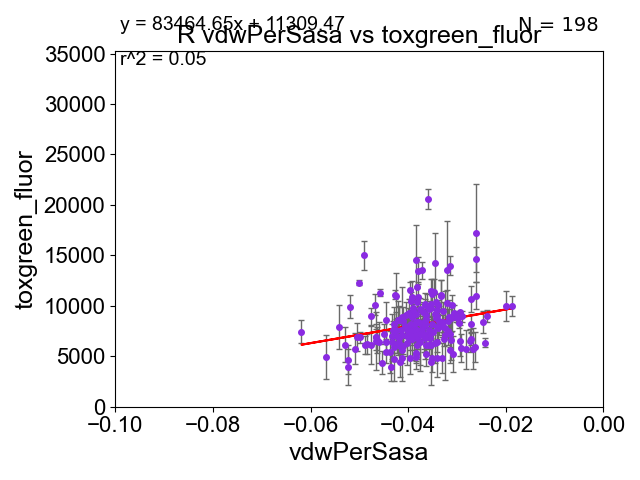 y = 83464.65x + 11309.47
N = 198
R vdwPerSasa vs toxgreen_fluor
r^2 = 0.05
35000
30000
25000
20000
15000
10000
5000
0
toxgreen_fluor
−0.10 −0.08 −0.06 −0.04 −0.02 0.00
vdwPerSasa